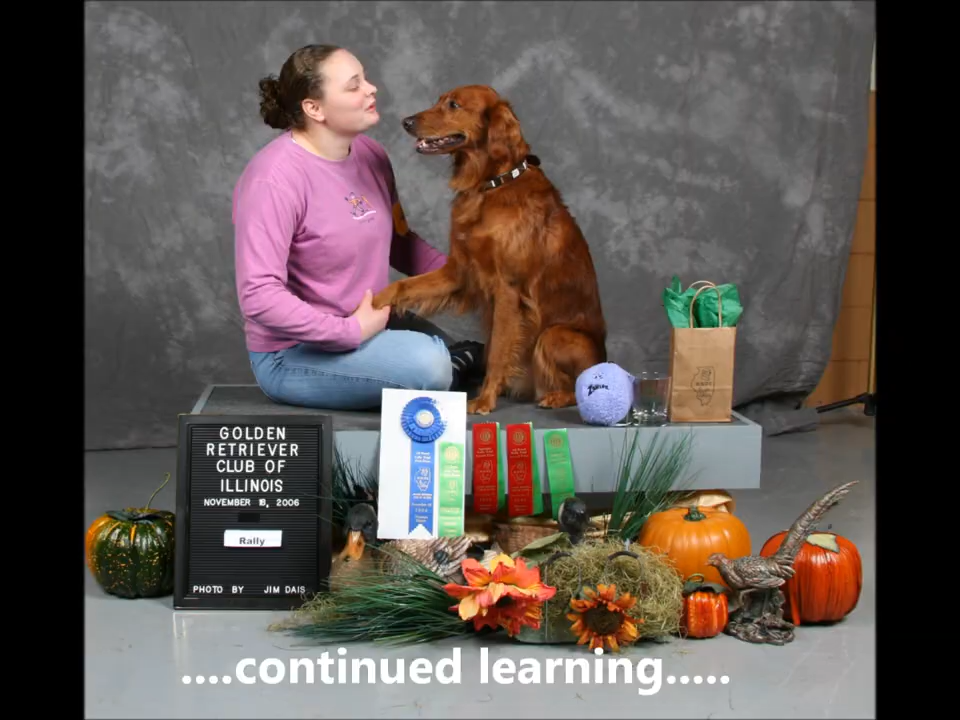 GOLDEN
RETRIEVER
CLUB OF
ILLINOIS
NOVEMBER 18, 2006
Rally
PHOTO BY JIM DAIS
....continued learning.....